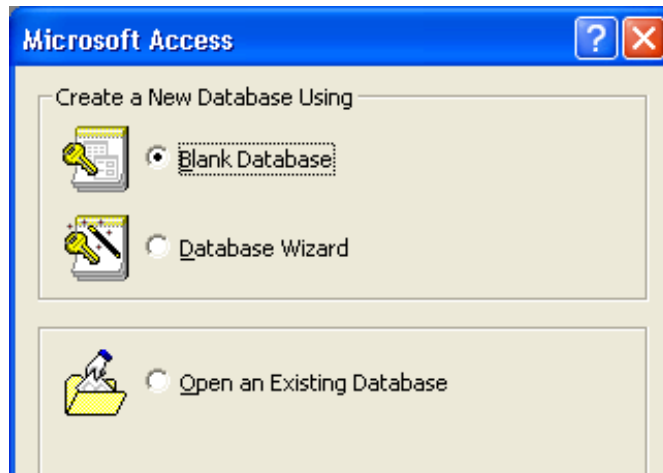 Microsoft Access
?
Create a New Database Using
Blank Database
Database Wizard
Open an Existing Database